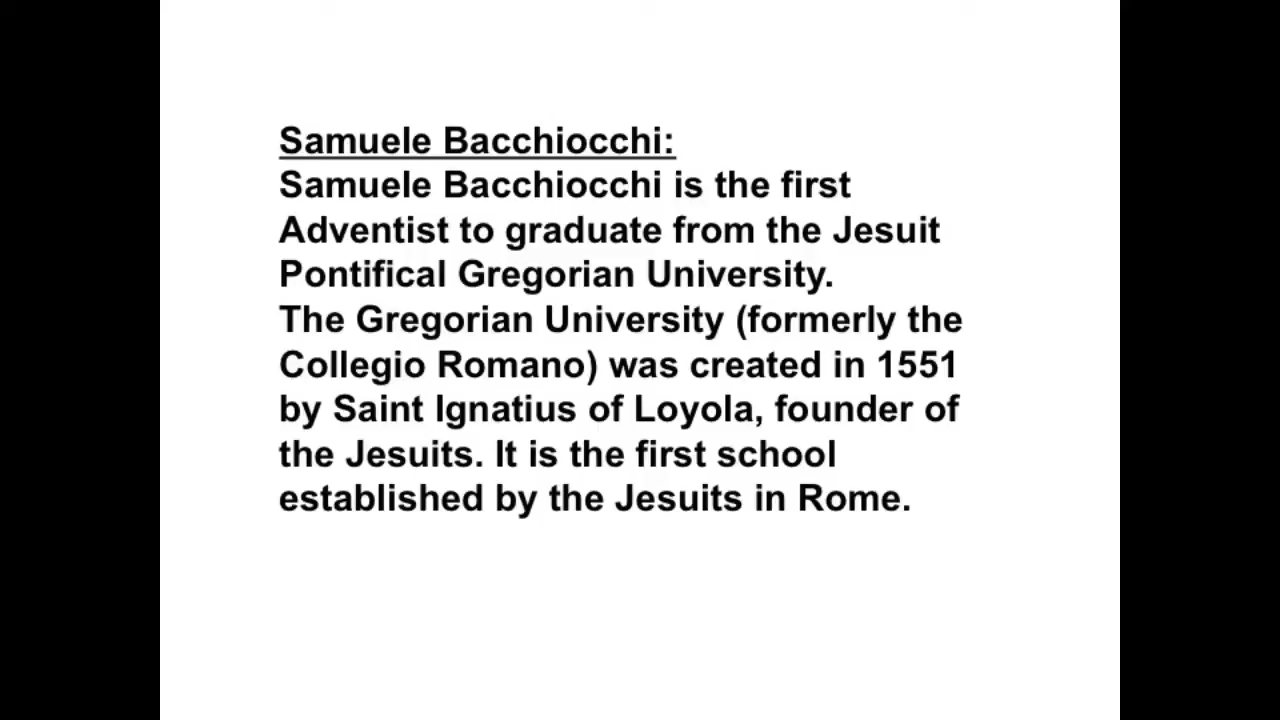 Samuele Bacchiocchi:
Samuele Bacchiocchi is the first
Adventist to graduate from the Jesuit
Pontifical Gregorian University.
The Gregorian University (formerly the
Collegio Romano) was created in 1551
by Saint Ignatius of Loyola, founder of
the Jesuits. It is the first school
established by the Jesuits in Rome.